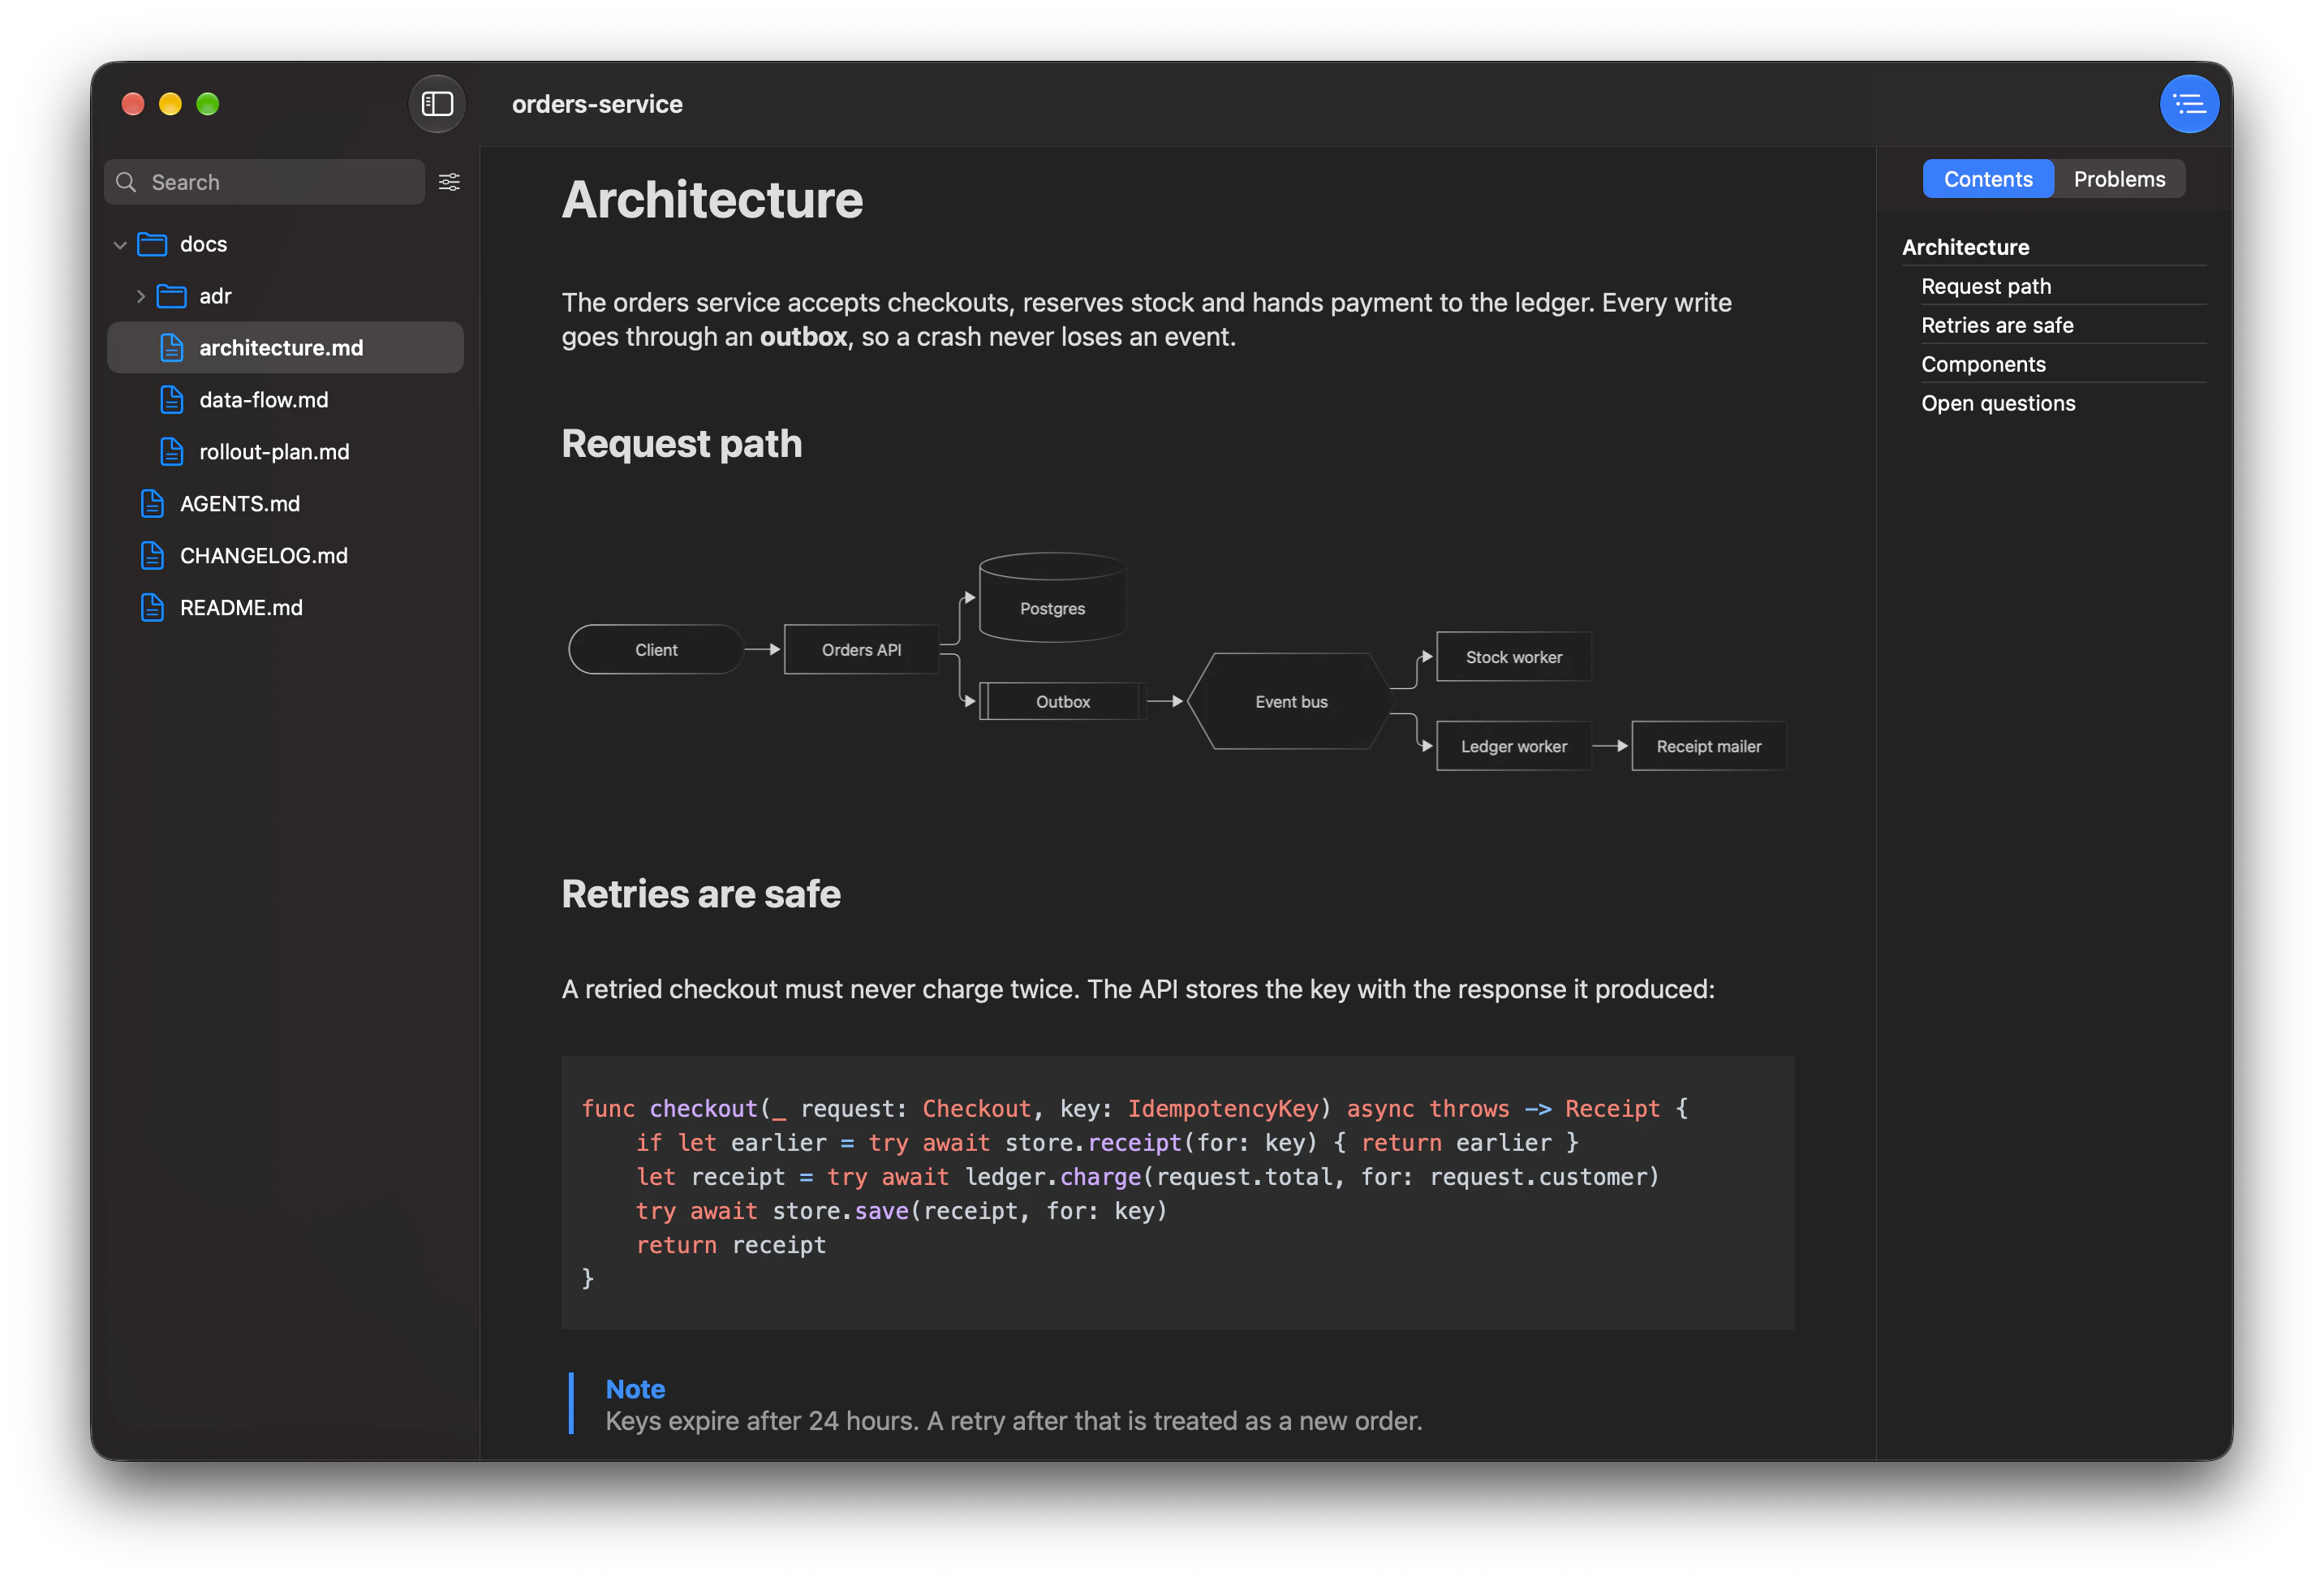 orders-service
Search
docs
adr
architecture.md
data-flow.md
rollout-plan.md
AGENTS.md
CHANGELOG.md
README.md
Architecture
The orders service accepts checkouts, reserves stock and hands payment to the ledger. Every write
goes through an outbox, so a crash never loses an event.
Request path
Client
Orders API
Postgres
Outbox
Event bus
Stock worker
Ledger worker
Receipt mailer
Retries are safe
A retried checkout must never charge twice. The API stores the key with the response it produced:
func checkout(_ request: Checkout, key: IdempotencyKey) async throws -> Receipt {
    if let earlier = try await store.receipt(for: key) { return earlier }
    let receipt = try await ledger.charge(request.total, for: request.customer)
    try await store.save(receipt, for: key)
    return receipt
}
Note
Keys expire after 24 hours. A retry after that is treated as a new order.
Contents
Problems
Architecture
Request path
Retries are safe
Components
Open questions